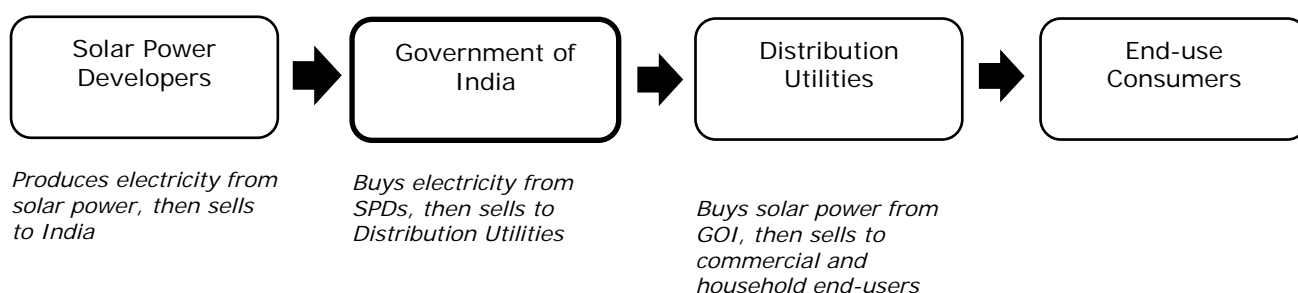 Solar Power
Developers
Government of
India
Distribution
Utilities
End-use
Consumers
Produces electricity from
solar power, then sells
to India
Buys electricity from
SPDs, then sells to
Distribution Utilities
Buys solar power from
GOI, then sells to
commercial and
household end-users